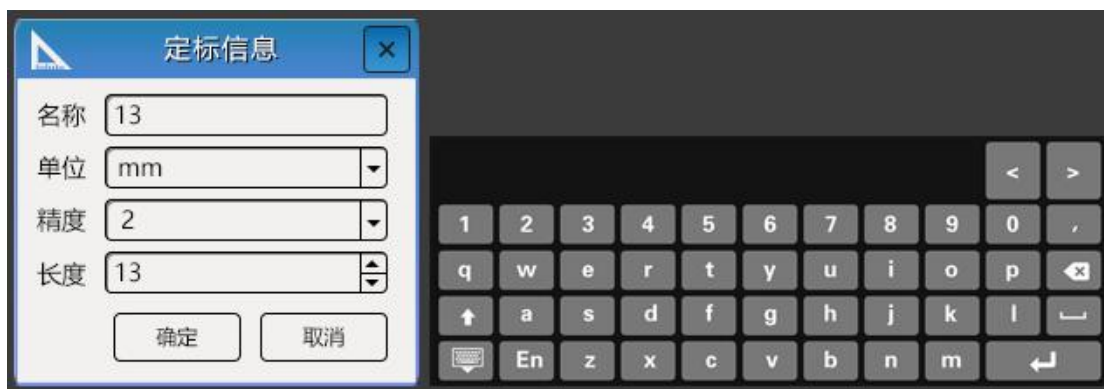 定标信息
名称 13
单位 mm
精度 2
长度 13
确定 取消
< >
1 2 3 4 5 6 7 8 9 0 ,
q w e r t y u i o p
a s d f g h j k l
En z x c v b n m